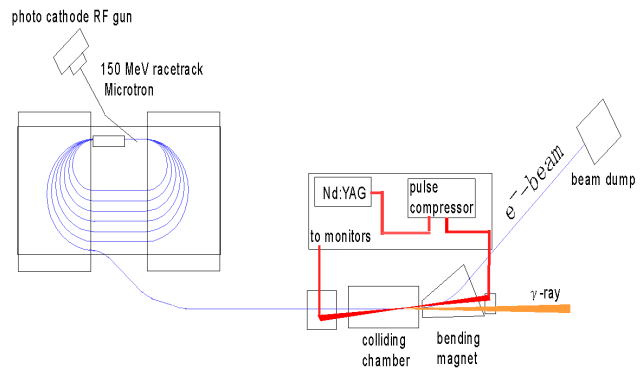 photo cathode RF gun
150 MeV racetrack
Microtron
Nd:YAG
pulse
compressor
to monitors
e⁻-beam
beam dump
γ-ray
colliding
chamber
bending
magnet